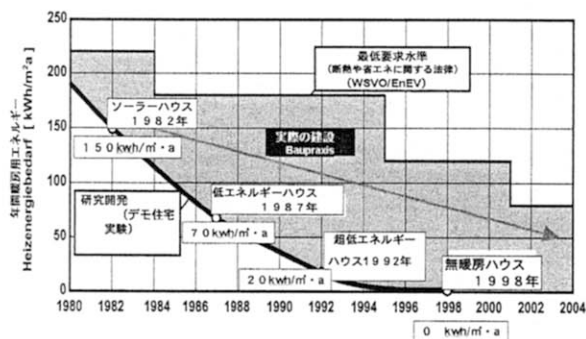 年間暖房用エネルギー
Heizenergiebedarf [ kWh/m²a ]
250
200
150
100
50
0
最低要求水準
(断熱や省エネに関する法律)
(WSVO/EnEV)
ソーラーハウス
1982年
150kwh/㎡・a
実際の建設
Baupraxis
研究開発
(デモ住宅
実験)
低エネルギーハウス
1987年
70kwh/㎡・a
超低エネルギー
ハウス1992年
20kwh/㎡・a
無暖房ハウス
1998年
1980 1982 1984 1986 1988 1990 1992 1994 1996 1998 2000 2002 2004
0 kwh/㎡・a